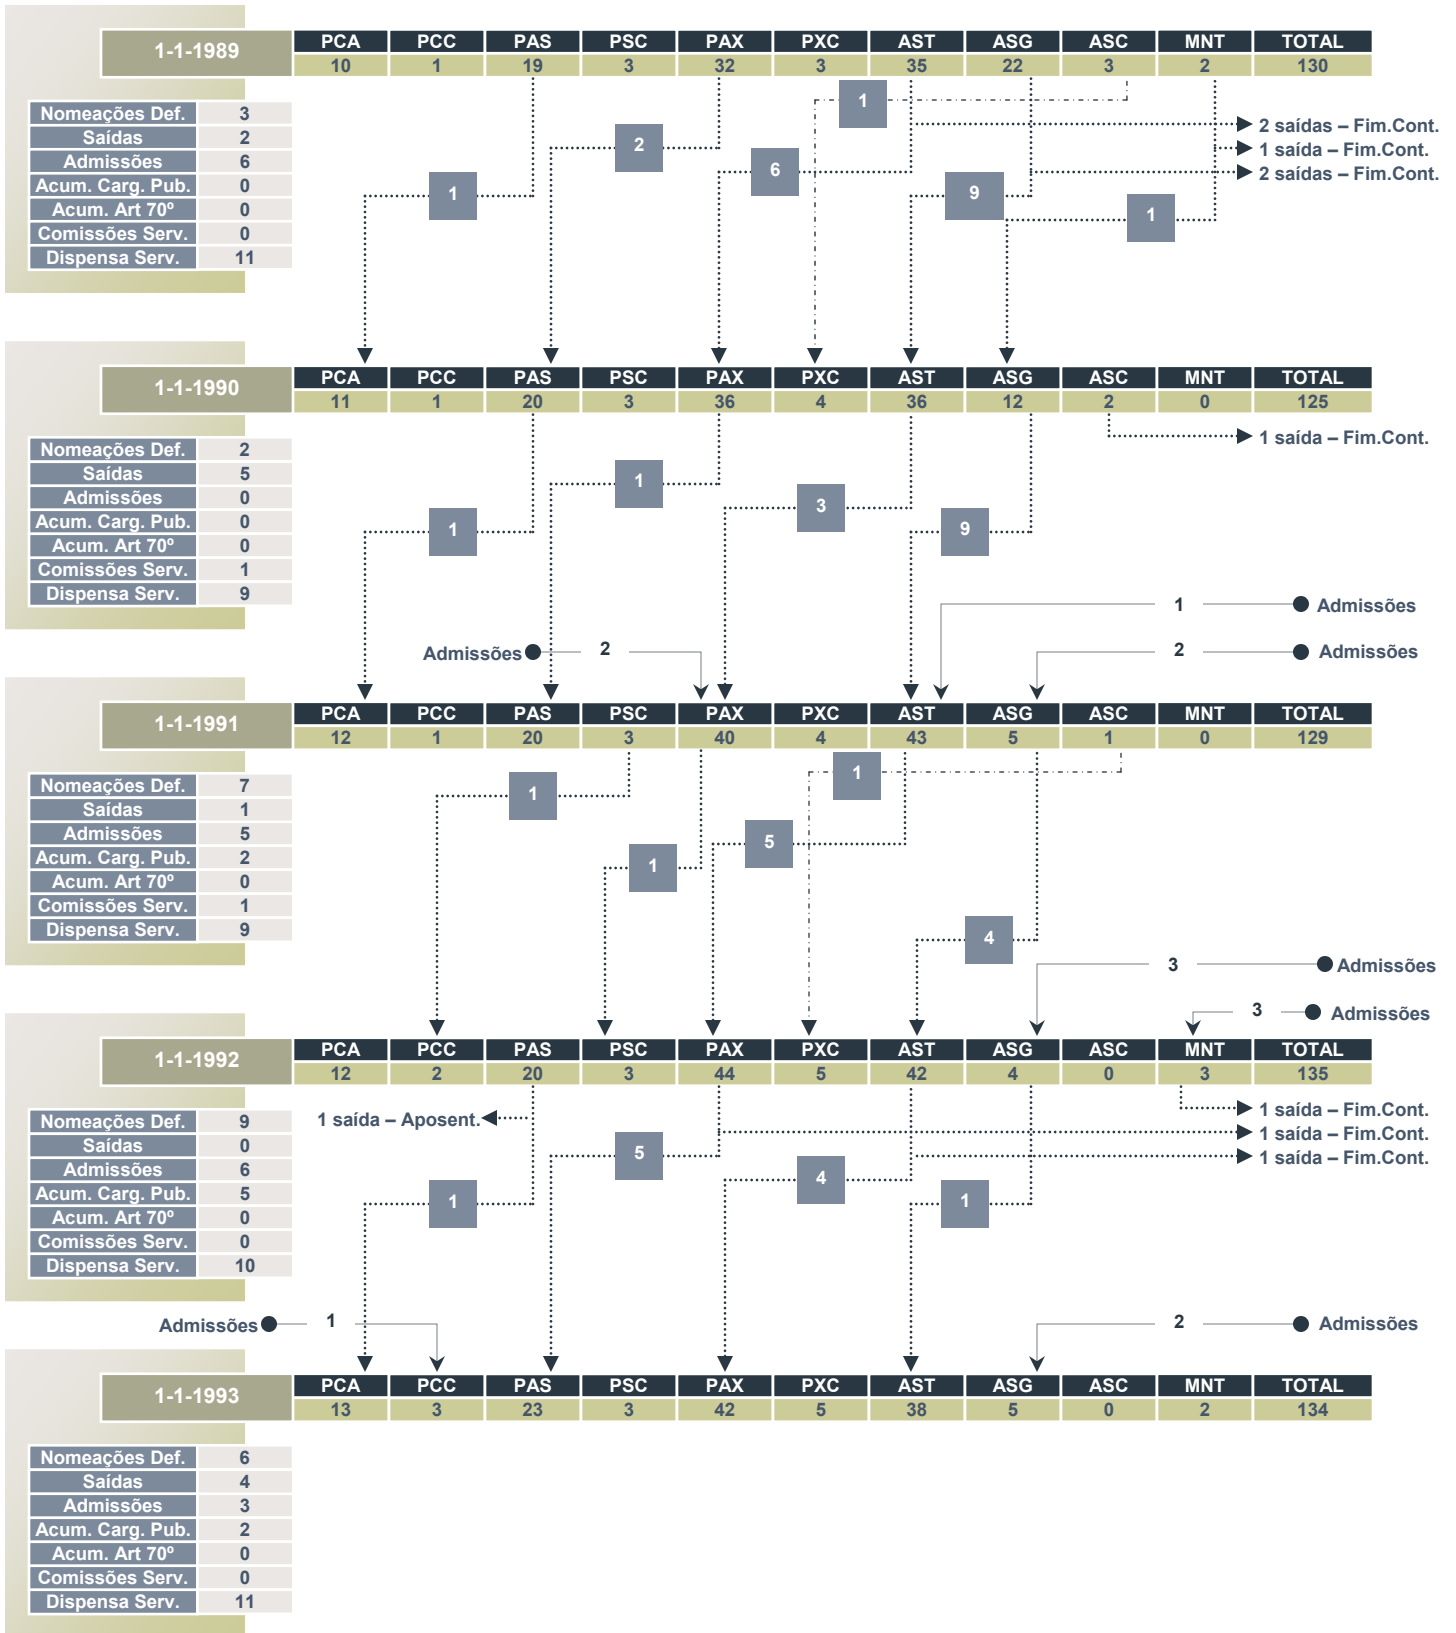 PCA PCC PAS PSC PAX PXC AST ASG ASC MNT TOTAL
1-1-1989
10 1 19 3 32 3 35 22 3 2 130
1
Nomeações Def. 3
2 saídas – Fim.Cont.
Saídas 2
2
1 saída – Fim.Cont.
Admissões 6
6
2 saídas – Fim.Cont.
Acum. Carg. Pub. 0
1
9
Acum. Art 70º 0
1
Comissões Serv. 0
Dispensa Serv. 11
PCA PCC PAS PSC PAX PXC AST ASG ASC MNT TOTAL
1-1-1990
11 1 20 3 36 4 36 12 2 0 125
1 saída – Fim.Cont.
Nomeações Def. 2
Saídas 5
1
Admissões 0
3
Acum. Carg. Pub. 0
1
9
Acum. Art 70º 0
Comissões Serv. 1
Dispensa Serv. 9
1 Admissões
Admissões 2
2 Admissões
PCA PCC PAS PSC PAX PXC AST ASG ASC MNT TOTAL
1-1-1991
12 1 20 3 40 4 43 5 1 0 129
1
Nomeações Def. 7
1
Saídas 1
Admissões 5
5
Acum. Carg. Pub. 2
1
Acum. Art 70º 0
Comissões Serv. 1
Dispensa Serv. 9
4
3 Admissões
3 Admissões
PCA PCC PAS PSC PAX PXC AST ASG ASC MNT TOTAL
1-1-1992
12 2 20 3 44 5 42 4 0 3 135
1 saída – Fim.Cont.
Nomeações Def. 9
1 saída – Aposent.
1 saída – Fim.Cont.
Saídas 0
5
1 saída – Fim.Cont.
Admissões 6
4
Acum. Carg. Pub. 5
1
1
Acum. Art 70º 0
Comissões Serv. 0
Dispensa Serv. 10
Admissões 1
2 Admissões
PCA PCC PAS PSC PAX PXC AST ASG ASC MNT TOTAL
1-1-1993
13 3 23 3 42 5 38 5 0 2 134
Nomeações Def. 6
Saídas 4
Admissões 3
Acum. Carg. Pub. 2
Acum. Art 70º 0
Comissões Serv. 0
Dispensa Serv. 11